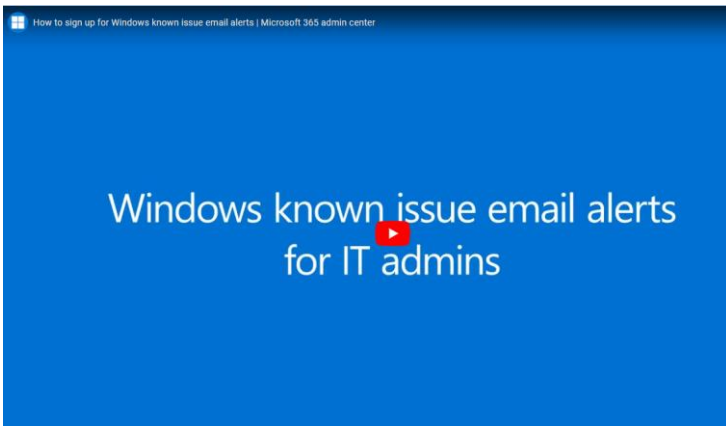 How to sign up for Windows known issue email alerts | Microsoft 365 admin center
Windows known issue email alerts
for IT admins